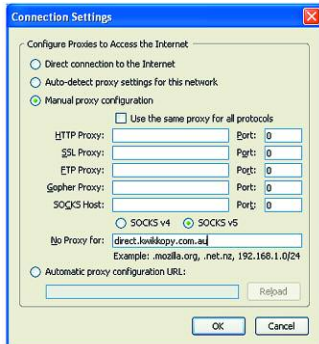 Connection Settings
Configure Proxies to Access the Internet
Direct connection to the Internet
Auto-detect proxy settings for this network
Manual proxy configuration
Use the same proxy for all protocols
HTTP Proxy: Port: 0
SSL Proxy: Port: 0
FTP Proxy: Port: 0
Gopher Proxy: Port: 0
SOCKS Host: Port: 0
SOCKS v4 SOCKS v5
No Proxy for: direct.kwikkopy.com.au
Example: .mozilla.org, .net.nz, 192.168.1.0/24
Automatic proxy configuration URL:
Reload
OK Cancel